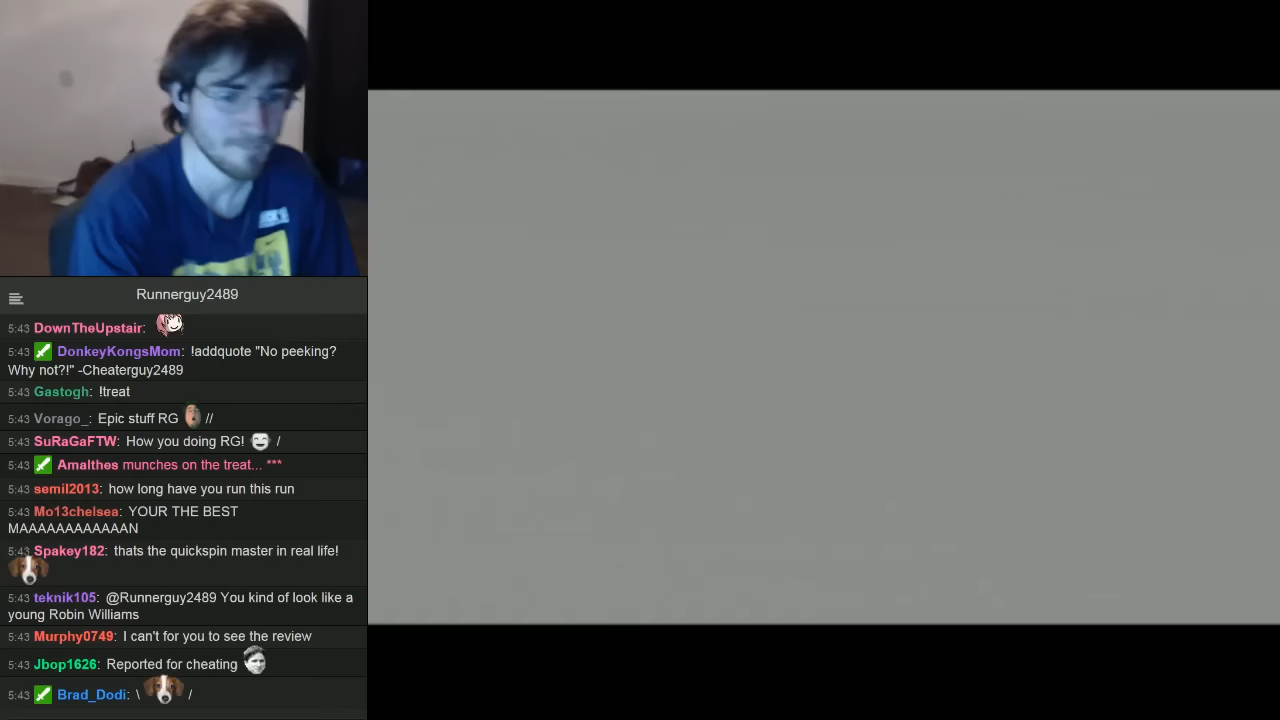 Runnerguy2489
5:43 DownTheUpstair:
5:43 DonkeyKongsMom: !addquote "No peeking?
Why not?!" -Cheaterguy2489
5:43 Gastogh: !treat
5:43 Vorago_: Epic stuff RG //
5:43 SuRaGaFTW: How you doing RG! /
5:43 Amalthes munches on the treat... ***
5:43 semil2013: how long have you run this run
5:43 Mo13chelsea: YOUR THE BEST
MAAAAAAAAAAAAN
5:43 Spakey182: thats the quickspin master in real life!
5:43 teknik105: @Runnerguy2489 You kind of look like a
young Robin Williams
5:43 Murphy0749: I can't for you to see the review
5:43 Jbop1626: Reported for cheating
5:43 Brad_Dodi: \ /